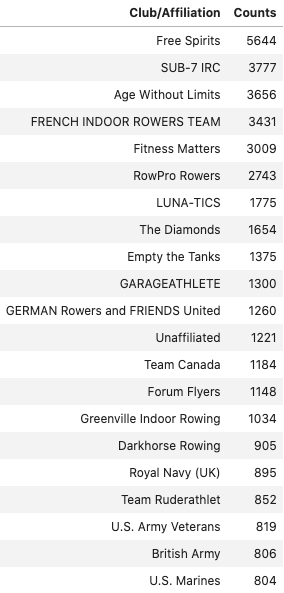 Club/Affiliation Counts
Free Spirits 5644
SUB-7 IRC 3777
Age Without Limits 3656
FRENCH INDOOR ROWERS TEAM 3431
Fitness Matters 3009
RowPro Rowers 2743
LUNA-TICS 1775
The Diamonds 1654
Empty the Tanks 1375
GARAGEATHLETE 1300
GERMAN Rowers and FRIENDS United 1260
Unaffiliated 1221
Team Canada 1184
Forum Flyers 1148
Greenville Indoor Rowing 1034
Darkhorse Rowing 905
Royal Navy (UK) 895
Team Ruderathlet 852
U.S. Army Veterans 819
British Army 806
U.S. Marines 804